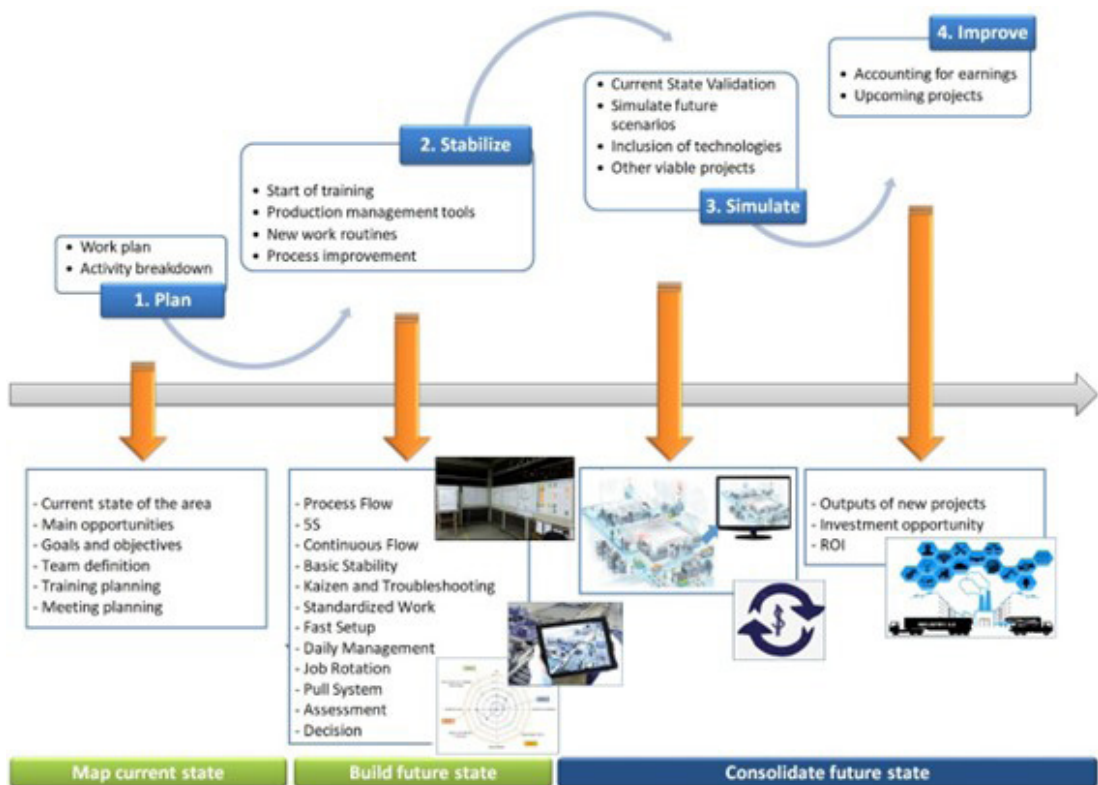 4. Improve
• Accounting for earnings
• Upcoming projects
• Current State Validation
• Simulate future
scenarios
• Inclusion of technologies
• Other viable projects
3. Simulate
2. Stabilize
• Start of training
• Production management tools
• New work routines
• Process improvement
• Work plan
• Activity breakdown
1. Plan
- Current state of the area
- Main opportunities
- Goals and objectives
- Team definition
- Training planning
- Meeting planning
- Process Flow
- 5S
- Continuous Flow
- Basic Stability
- Kaizen and Troubleshooting
- Standardized Work
- Fast Setup
- Daily Management
- Job Rotation
- Pull System
- Assessment
- Decision
$
- Outputs of new projects
- Investment opportunity
- ROI
Map current state
Build future state
Consolidate future state